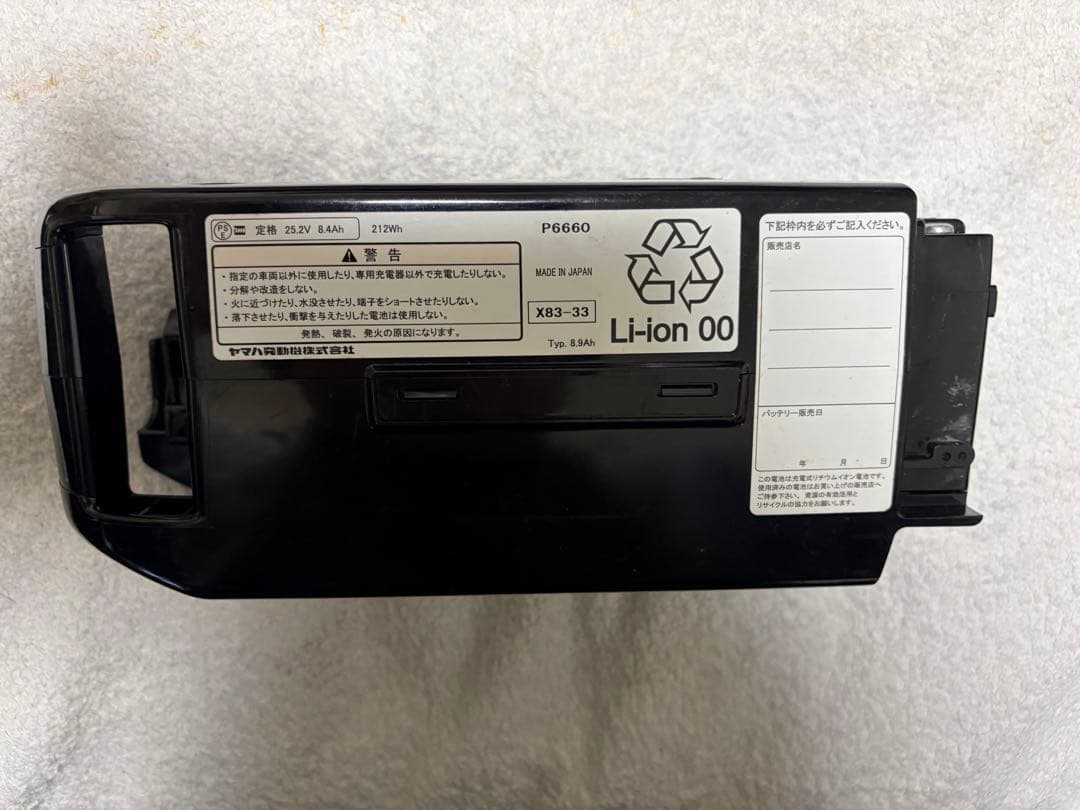 PS E 定格 25.2V 8.4Ah 212Wh
警告
・指定の車両以外に使用したり、専用充電器以外で充電したりしない。
・分解や改造をしない。
・火に近づけたり、水没させたり、端子をショートさせたりしない。
・落下させたり、衝撃を与えたりした電池は使用しない。
発熱、破裂、発火の原因になります。
ヤマハ発動機株式会社
P6660
MADE IN JAPAN
X83-33
Typ. 8.9Ah
Li-ion 00
下記枠内を必ずご記入ください。
販売店名
バッテリー販売日
年 月 日
この電池は充電式リチウムイオン電池です。
使用済みの電池はお買い上げの販売店へ
ご持参下さい。資源の有効活用と
リサイクルの協力をお願いします。